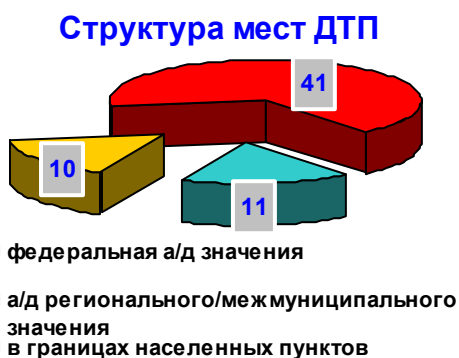 Структура мест ДТП
41
10
11
федеральная а/д значения
а/д регионального/межмуниципального
значения
в границах населенных пунктов